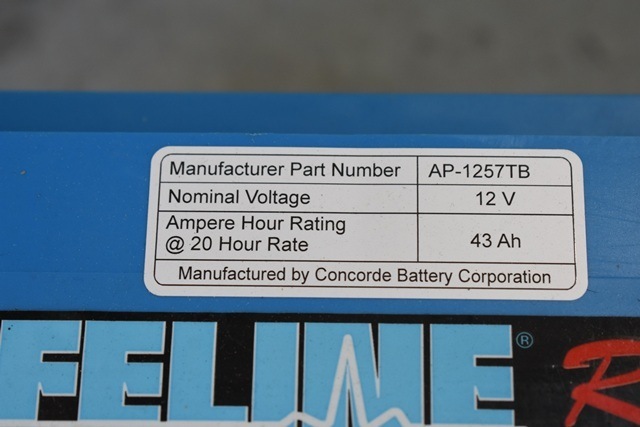 Manufacturer Part Number AP-1257TB
Nominal Voltage 12 V
Ampere Hour Rating
@ 20 Hour Rate 43 Ah
Manufactured by Concorde Battery Corporation
FELINE® R